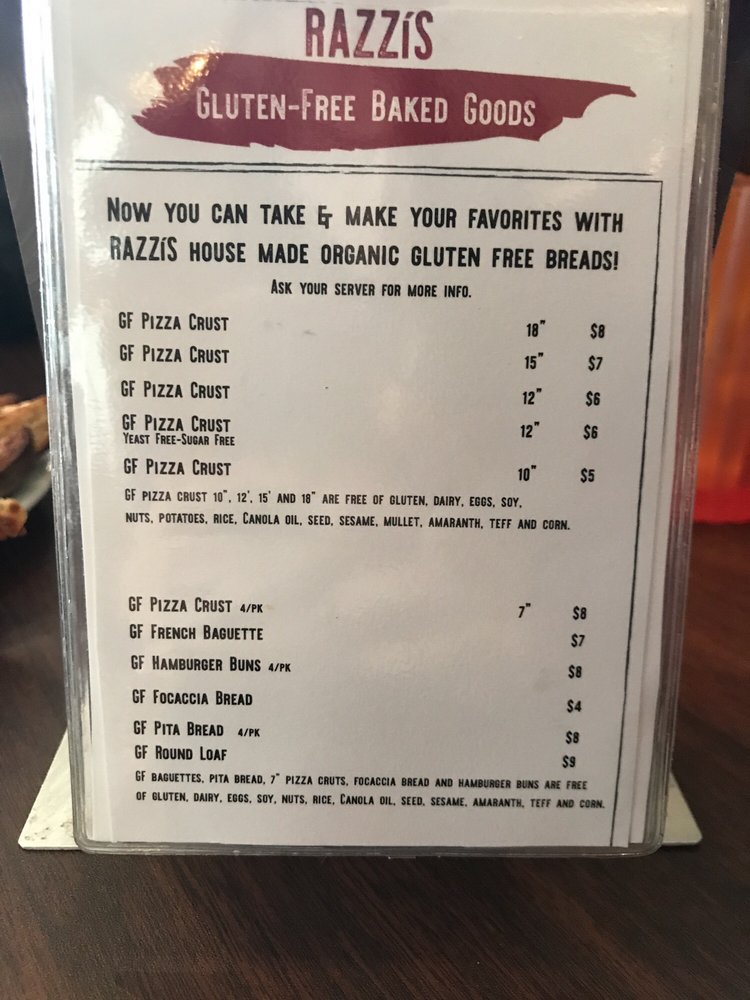 RAZZíS
GLUTEN-FREE BAKED GOODS
NOW YOU CAN TAKE & MAKE YOUR FAVORITES WITH
RAZZíS HOUSE MADE ORGANIC GLUTEN FREE BREADS!
ASK YOUR SERVER FOR MORE INFO.
GF PIZZA CRUST 18" $8
GF PIZZA CRUST 15" $7
GF PIZZA CRUST 12" $6
GF PIZZA CRUST 12" $6
YEAST FREE-SUGAR FREE
GF PIZZA CRUST 10" $5
GF PIZZA CRUST 10", 12', 15' AND 18" ARE FREE OF GLUTEN, DAIRY, EGGS, SOY,
NUTS, POTATOES, RICE, CANOLA OIL, SEED, SESAME, MULLET, AMARANTH, TEFF AND CORN.
GF PIZZA CRUST 4/PK 7" $8
GF FRENCH BAGUETTE $7
GF HAMBURGER BUNS 4/PK $8
GF FOCACCIA BREAD $4
GF PITA BREAD 4/PK $8
GF ROUND LOAF $9
GF BAGUETTES, PITA BREAD, 7" PIZZA CRUTS, FOCACCIA BREAD AND HAMBURGER BUNS ARE FREE
OF GLUTEN, DAIRY, EGGS, SOY, NUTS, RICE, CANOLA OIL, SEED, SESAME, AMARANTH, TEFF AND CORN.